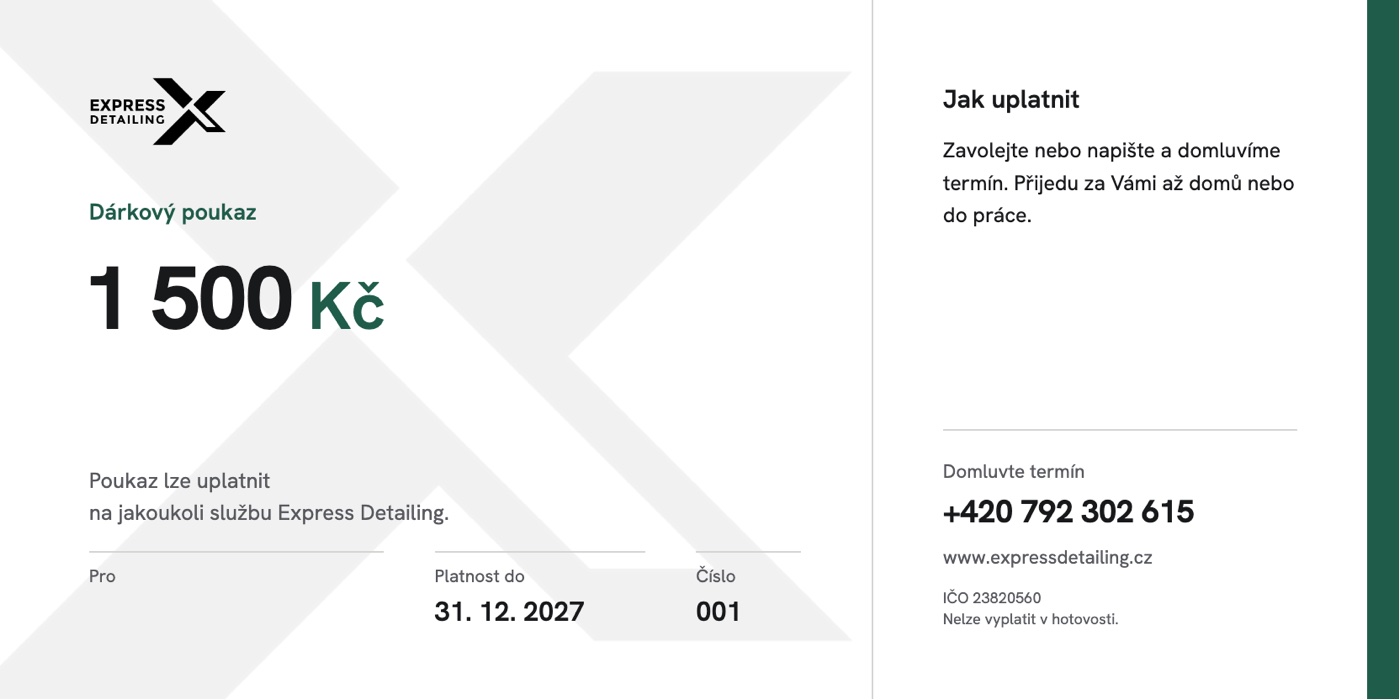 EXPRESS
DETAILING
Dárkový poukaz
1 500 Kč
Poukaz lze uplatnit
na jakoukoli službu Express Detailing.
Pro
Platnost do
31. 12. 2027
Číslo
001
Jak uplatnit
Zavolejte nebo napište a domluvíme
termín. Přijedu za Vámi až domů nebo
do práce.
Domluvte termín
+420 792 302 615
www.expressdetailing.cz
IČO 23820560
Nelze vyplatit v hotovosti.